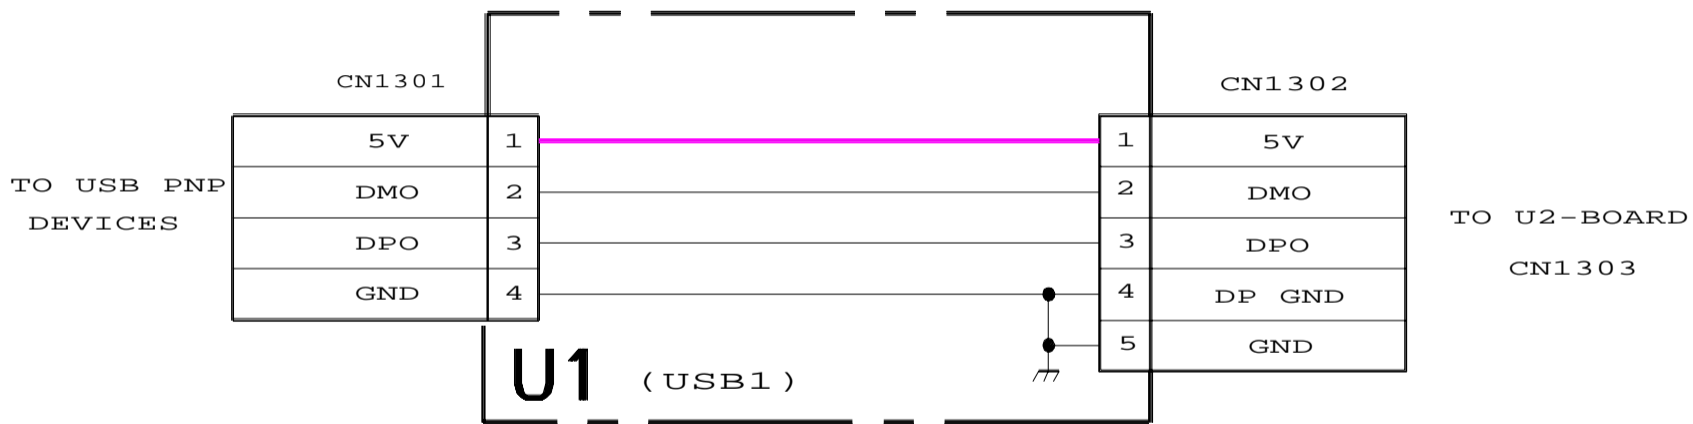 CN1301
CN1302
5V 1
1 5V
TO USB PNP
DEVICES
DMO 2
2 DMO
DPO 3
3 DPO
TO U2-BOARD
CN1303
GND 4
4 DP GND
5 GND
U1 (USB1)